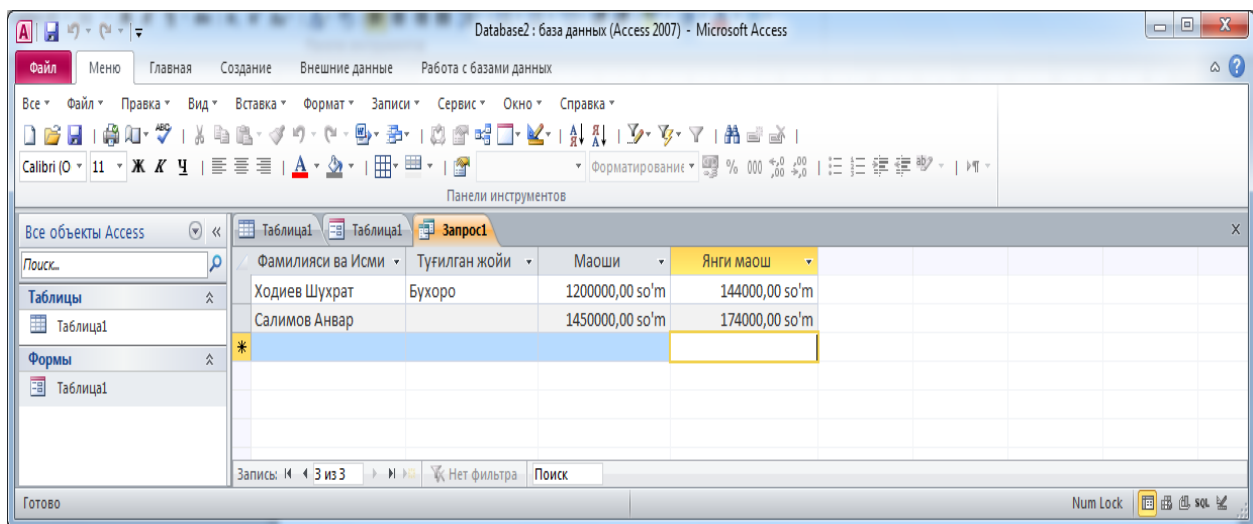 Database2 : база данных (Access 2007) - Microsoft Access
Файл Меню Главная Создание Внешние данные Работа с базами данных
Все Файл Правка Вид Вставка Формат Записи Сервис Окно Справка
Calibri (О 11 Ж К Ч Форматирование % 000
Панели инструментов
Все объекты Access « Таблица1 Таблица1 Запрос1 X
Поиск... Фамилияси ва Исми Туғилган жойи Маоши Янги маош
Таблицы Ходиев Шухрат Бухоро 1200000,00 so'm 144000,00 so'm
Таблица1 Салимов Анвар 1450000,00 so'm 174000,00 so'm
Формы
Таблица1
Запись: 3 из 3 Нет фильтра Поиск
Готово Num Lock SQL